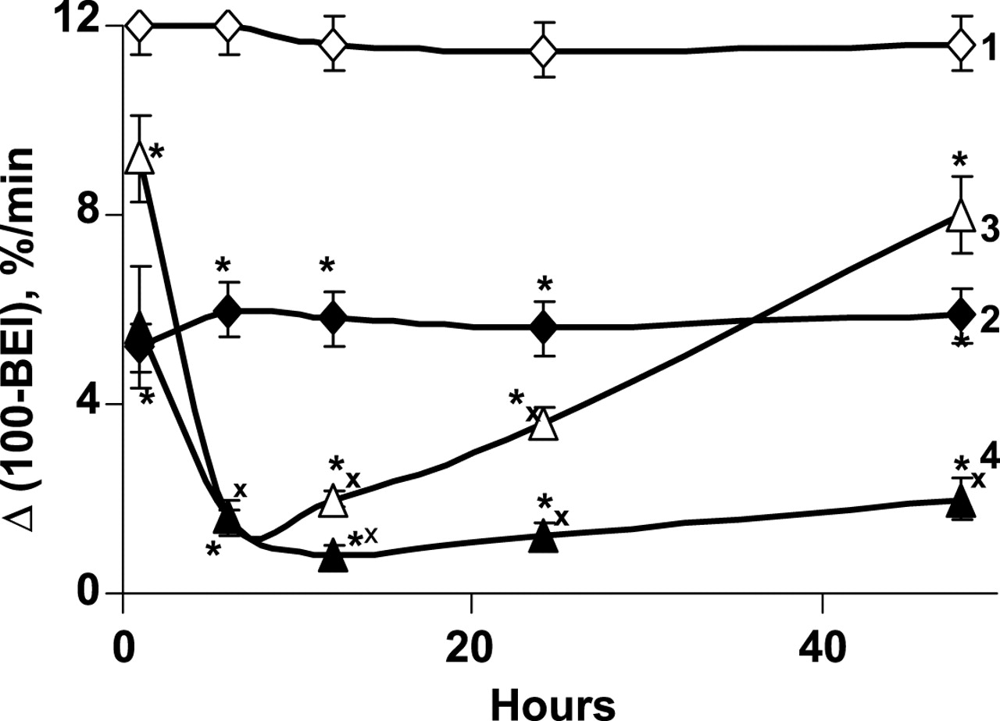 Δ (100-BEI), %/min
12
8
4
0
0 20 40
Hours
1
* *
3
* * *
2
*
*
* x
* x
* x 4
x
* x
* x
*